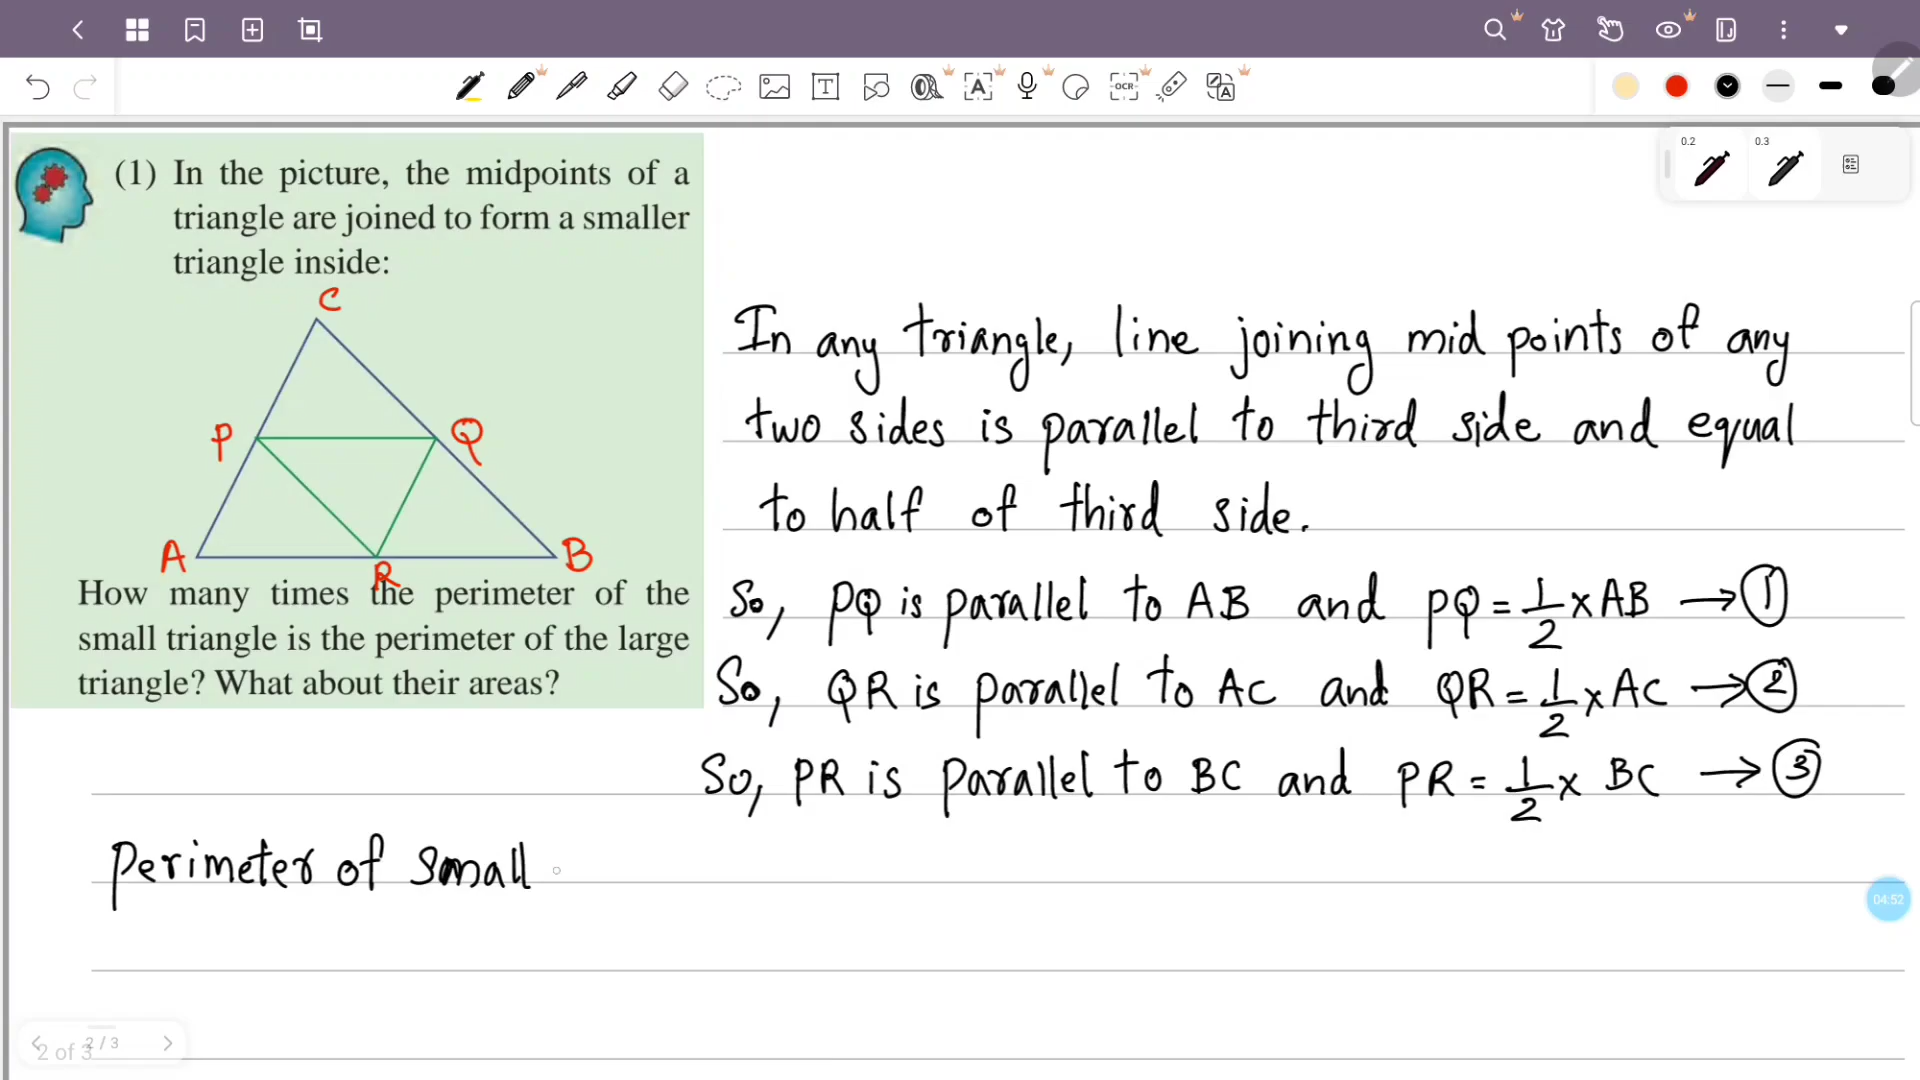 0.2
0.3
(1) In the picture, the midpoints of a
triangle are joined to form a smaller
triangle inside:
C
P
Q
A
R
B
How many times the perimeter of the
small triangle is the perimeter of the large
triangle? What about their areas?
In any triangle, line joining mid points of any
two sides is parallel to third side and equal
to half of third side.
So, PQ is parallel to AB and PQ = 1/2 x AB → ①
So, QR is parallel to AC and QR = 1/2 x AC → ②
So, PR is parallel to BC and PR = 1/2 x BC → ③
Perimeter of small
04:52
2 / 3
2 of 3
T
A
OCR
A